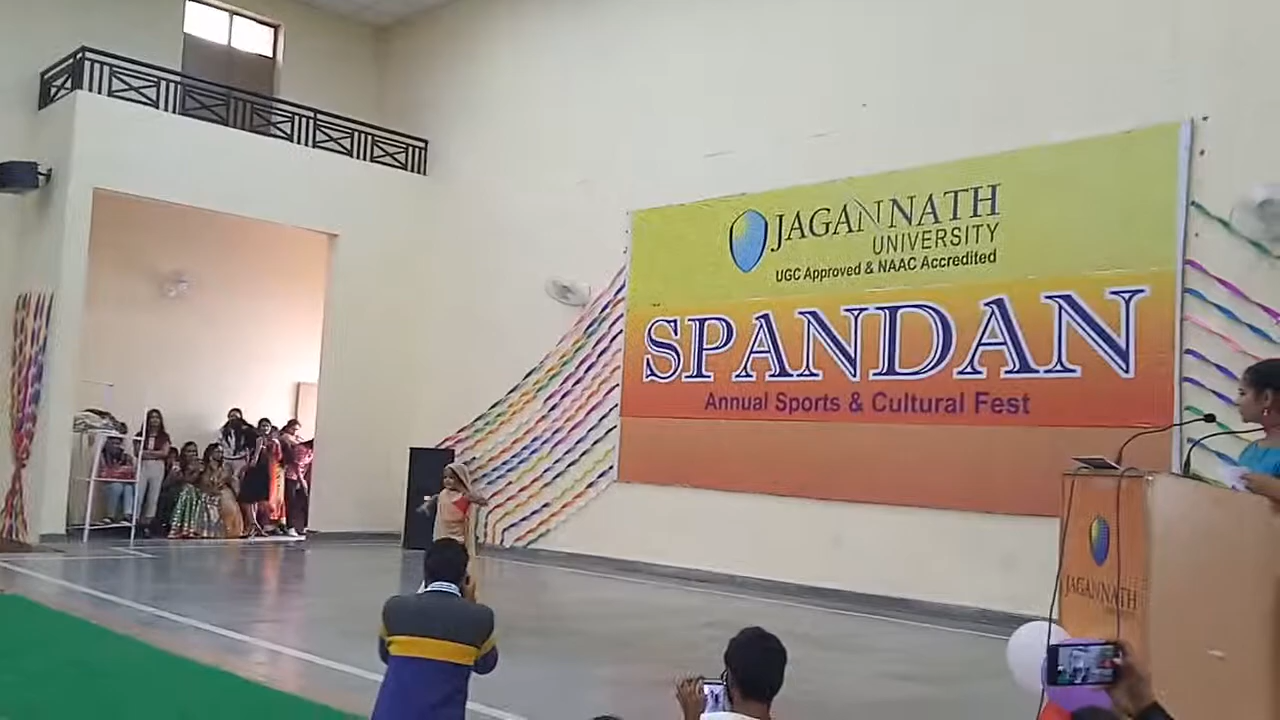 JAGANNATH
UNIVERSITY
UGC Approved & NAAC Accredited
SPANDAN
Annual Sports & Cultural Fest
JAGANNATH